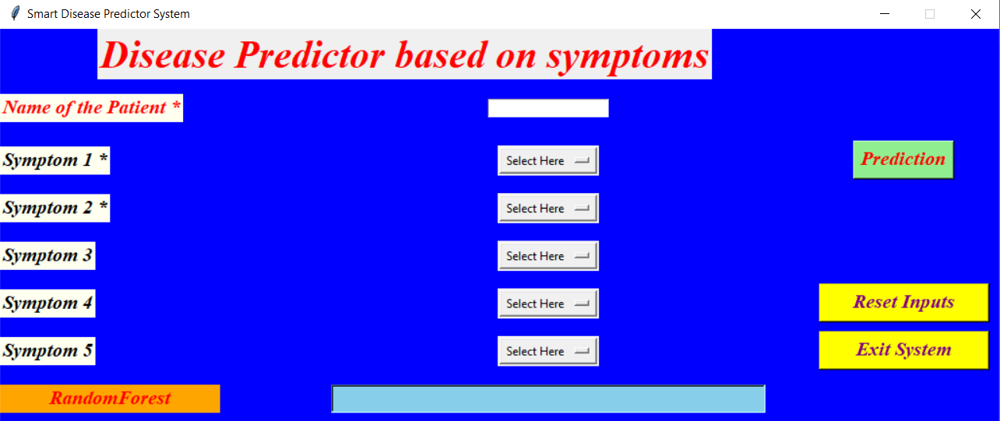 Smart Disease Predictor System
Disease Predictor based on symptoms
Name of the Patient *
Symptom 1 *
Select Here
Prediction
Symptom 2 *
Select Here
Symptom 3
Select Here
Symptom 4
Select Here
Reset Inputs
Symptom 5
Select Here
Exit System
RandomForest